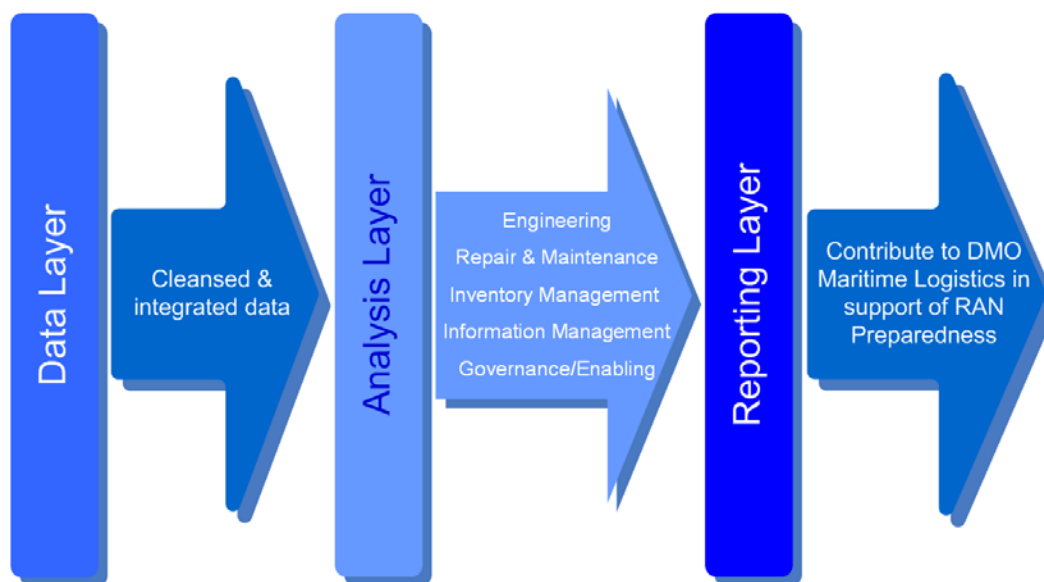 Data Layer
Cleansed &
integrated data
Analysis Layer
Engineering
Repair & Maintenance
Inventory Management
Information Management
Governance/Enabling
Reporting Layer
Contribute to DMO
Maritime Logistics in
support of RAN
Preparedness